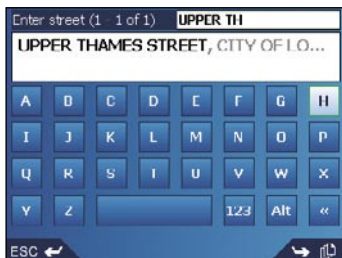 Enter street (1 - 1 of 1) UPPER TH
UPPER THAMES STREET, CITY OF LO...
A B C D E F G H
I J K L M N O P
Q R S T U V W X
Y Z 123 Alt «
ESC